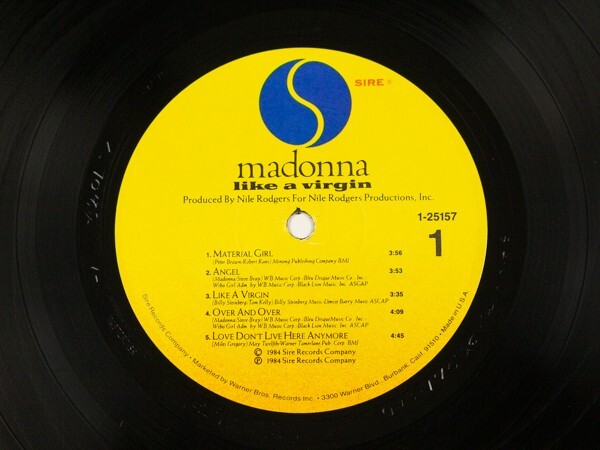 SIRE ®
madonna
like a virgin
Produced By Nile Rodgers For Nile Rodgers Productions, Inc.
1-25157
1
1. MATERIAL GIRL 3:56
(Peter Brown-Robert Rans) Minong Publishing Company BMI
2. ANGEL 3:53
(Madonna/Steve Bray) WB Music Corp./Bleu Disque Music Co. Inc.-
Webo Girl Adm. by WB Music Corp./Black Lion Music, Inc. ASCAP
3. LIKE A VIRGIN 3:35
(Billy Steinberg/Tom Kelly) Billy Steinberg Music/Denise Barry Music ASCAP
4. OVER AND OVER 4:09
(Madonna/Steve Bray) WB Music Corp./Bleu Disque Music Co. Inc.-
Webo Girl Adm. by WB Music Corp./Black Lion Music, Inc. ASCAP
5. LOVE DON'T LIVE HERE ANYMORE 4:45
(Miles Gregory) May Twelfth/Warner-Tamerlane Pub. Corp. BMI
© 1984 Sire Records Company
℗ 1984 Sire Records Company
Sire Records Company. • Marketed by Warner Bros. Records Inc. • 3300 Warner Blvd., Burbank, Calif. 91510 • Made in U.S.A.